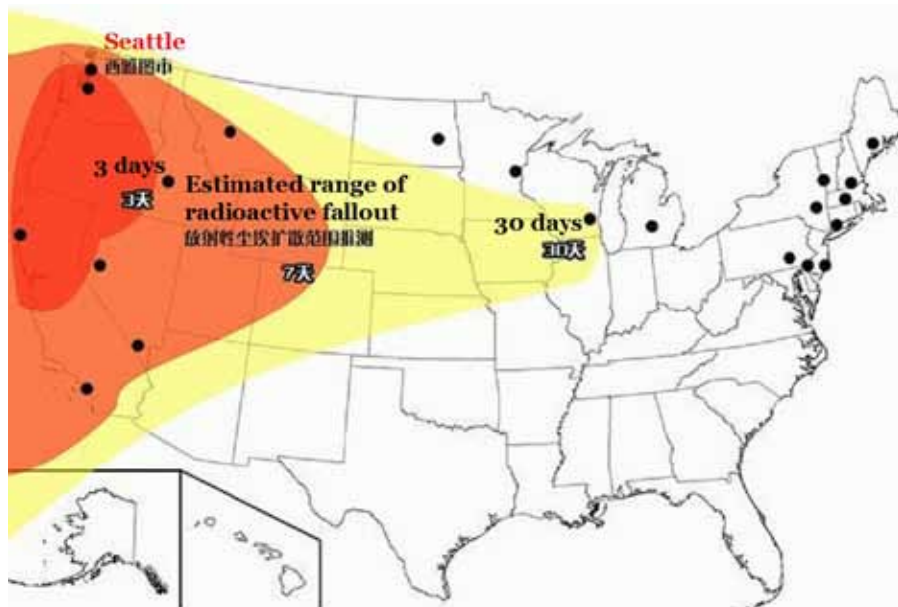 Seattle
西雅图市
3 days
3天
Estimated range of
radioactive fallout
放射性尘埃扩散范围推测
7天
30 days
30天